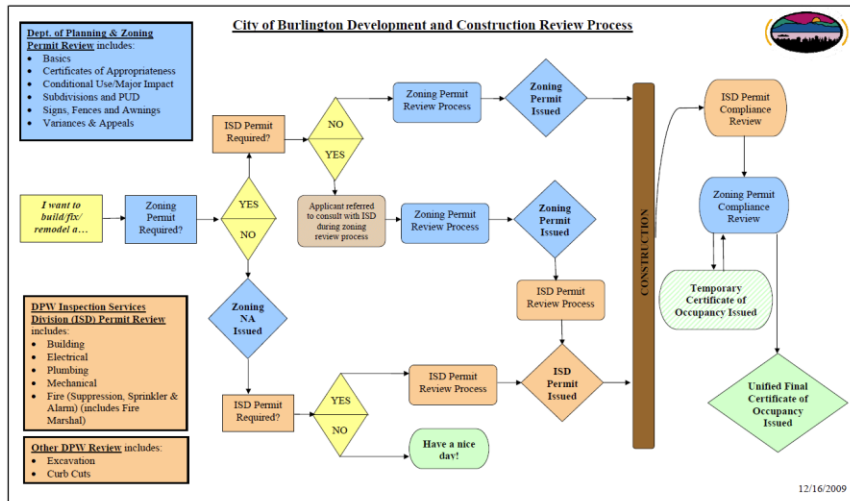 City of Burlington Development and Construction Review Process
Dept. of Planning & Zoning
Permit Review includes:
• Basics
• Certificates of Appropriateness
• Conditional Use/Major Impact
• Subdivisions and PUD
• Signs, Fences and Awnings
• Variances & Appeals
I want to
build/fix/
remodel a…
Zoning
Permit
Required?
YES
NO
ISD Permit
Required?
NO
YES
Zoning Permit
Review Process
Zoning
Permit
Issued
Applicant referred
to consult with ISD
during zoning
review process
Zoning Permit
Review Process
Zoning
Permit
Issued
ISD Permit
Review Process
Zoning
NA
Issued
ISD Permit
Required?
YES
NO
ISD Permit
Review Process
ISD
Permit
Issued
Have a nice
day!
CONSTRUCTION
ISD Permit
Compliance
Review
Zoning Permit
Compliance
Review
Temporary
Certificate of
Occupancy Issued
Unified Final
Certificate of
Occupancy
Issued
DPW Inspection Services
Division (ISD) Permit Review
includes:
• Building
• Electrical
• Plumbing
• Mechanical
• Fire (Suppression, Sprinkler &
Alarm) (includes Fire
Marshal)
Other DPW Review includes:
• Excavation
• Curb Cuts
12/16/2009